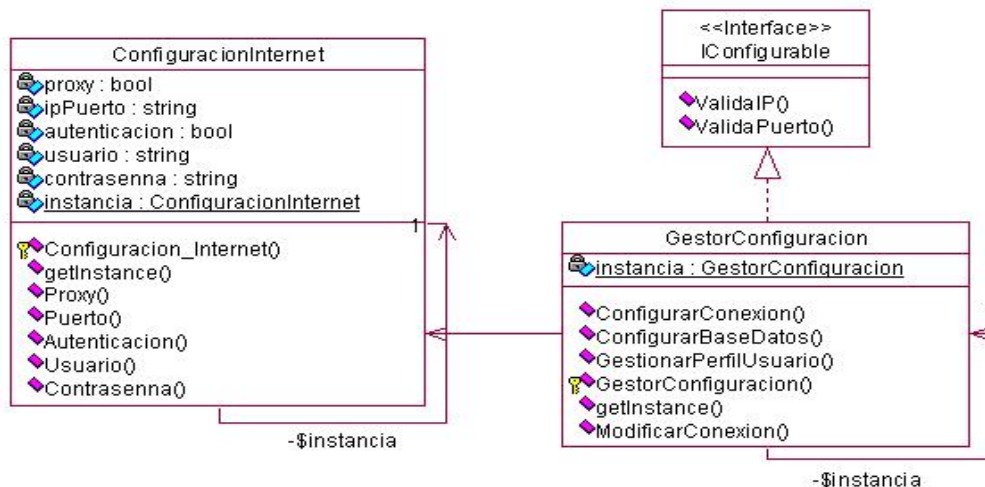 ConfiguracionInternet
proxy : bool
ipPuerto : string
autenticacion : bool
usuario : string
contrasenna : string
instancia : ConfiguracionInternet
1
Configuracion_Internet()
getInstance()
Proxy()
Puerto()
Autenticacion()
Usuario()
Contrasenna()
-$instancia
<<Interface>>
IConfigurable
ValidaIP()
ValidaPuerto()
GestorConfiguracion
instancia : GestorConfiguracion
ConfigurarConexion()
ConfigurarBaseDatos()
GestionarPerfilUsuario()
GestorConfiguracion()
getInstance()
ModificarConexion()
-$instancia